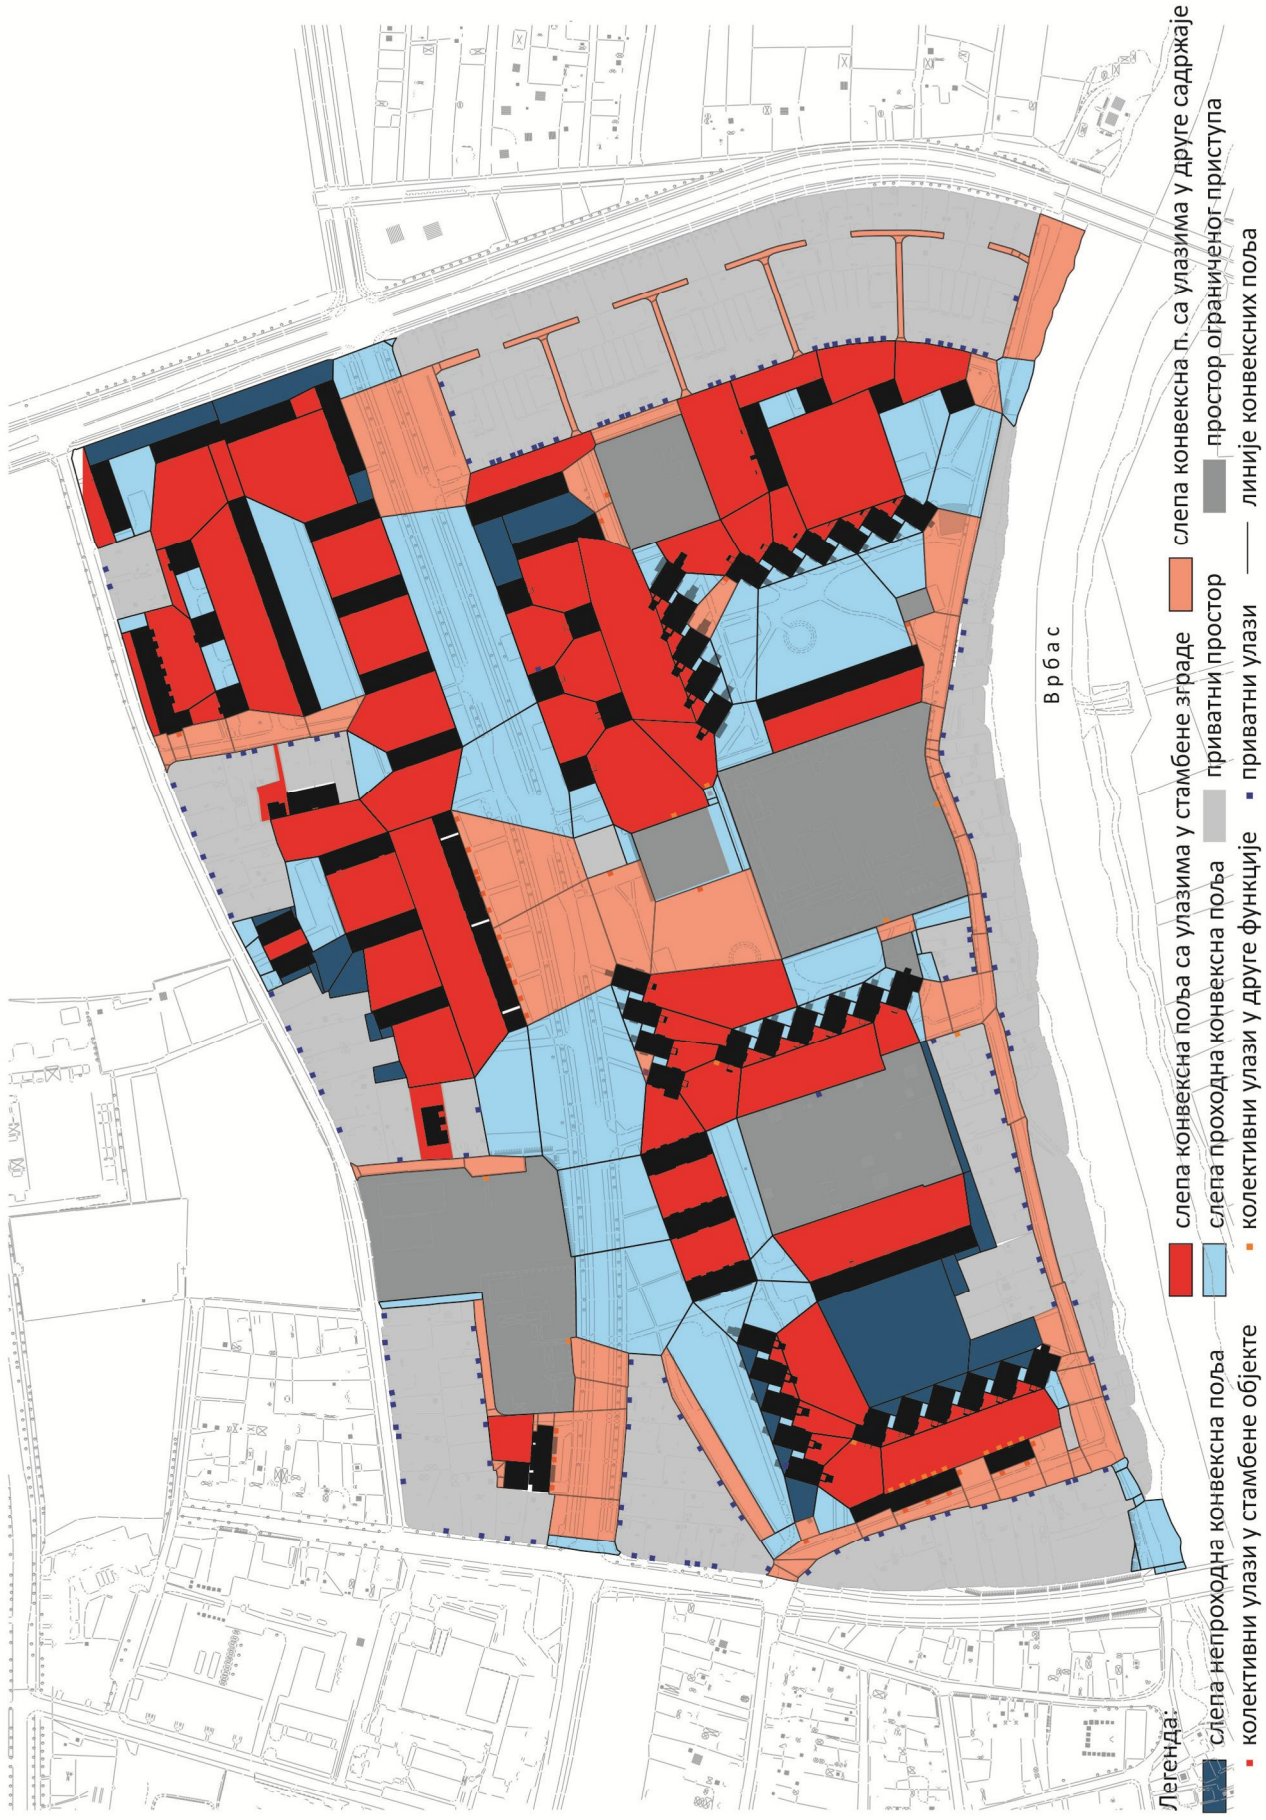 Врбас
Легенда:
слепа непроходна конвексна поља
слепа конвексна поља са улазима у стамбене зграде
слепа конвексна п. са улазима у друге садржаје
слепа проходна конвексна поља
приватни простор
простор ограниченог приступа
колективни улази у стамбене објекте
колективни улази у друге функције
приватни улази
линије конвексних поља